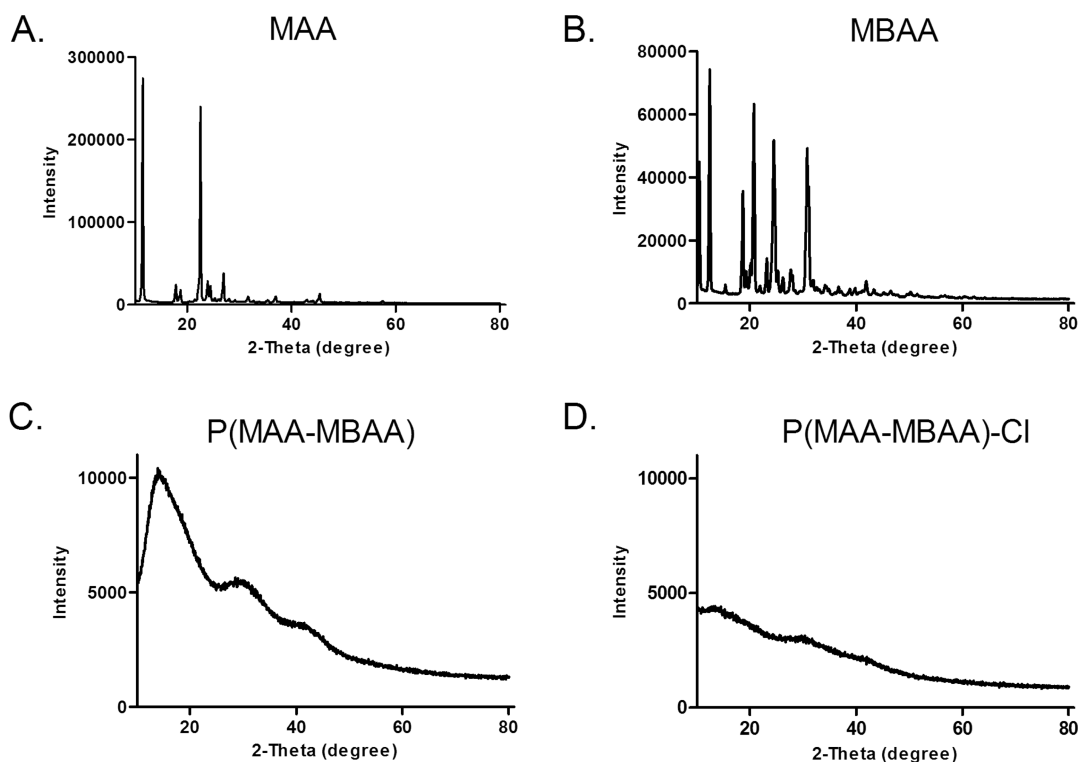 A.
MAA
300000
200000
100000
0
Intensity
20 40 60 80
2-Theta (degree)
B.
MBAA
80000
60000
40000
20000
0
Intensity
20 40 60 80
2-Theta (degree)
C.
P(MAA-MBAA)
10000
5000
0
Intensity
20 40 60 80
2-Theta (degree)
D.
P(MAA-MBAA)-Cl
10000
5000
0
Intensity
20 40 60 80
2-Theta (degree)